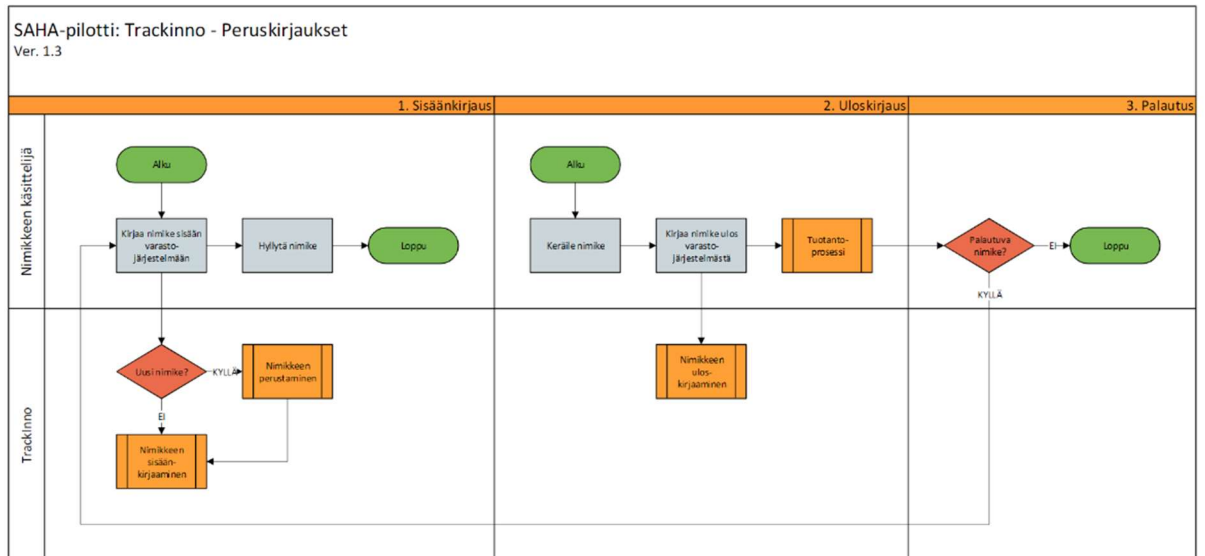 SAHA-pilotti: Trackinno - Peruskirjaukset
Ver. 1.3
1. Sisäänkirjaus
2. Uloskirjaus
3. Palautus
Nimikkeen käsittelijä
Alku
Kirjaa nimike sisään
varasto-
järjestelmään
Hyllytä nimike
Loppu
Alku
Keräile nimike
Kirjaa nimike ulos
varasto-
järjestelmästä
Tuotanto-
prosessi
Palautuva
nimike?
EI
Loppu
KYLLÄ
TrackInno
Uusi nimike?
KYLLÄ
Nimikkeen
perustaminen
EI
Nimikkeen
sisään-
kirjaaminen
Nimikkeen
ulos-
kirjaaminen